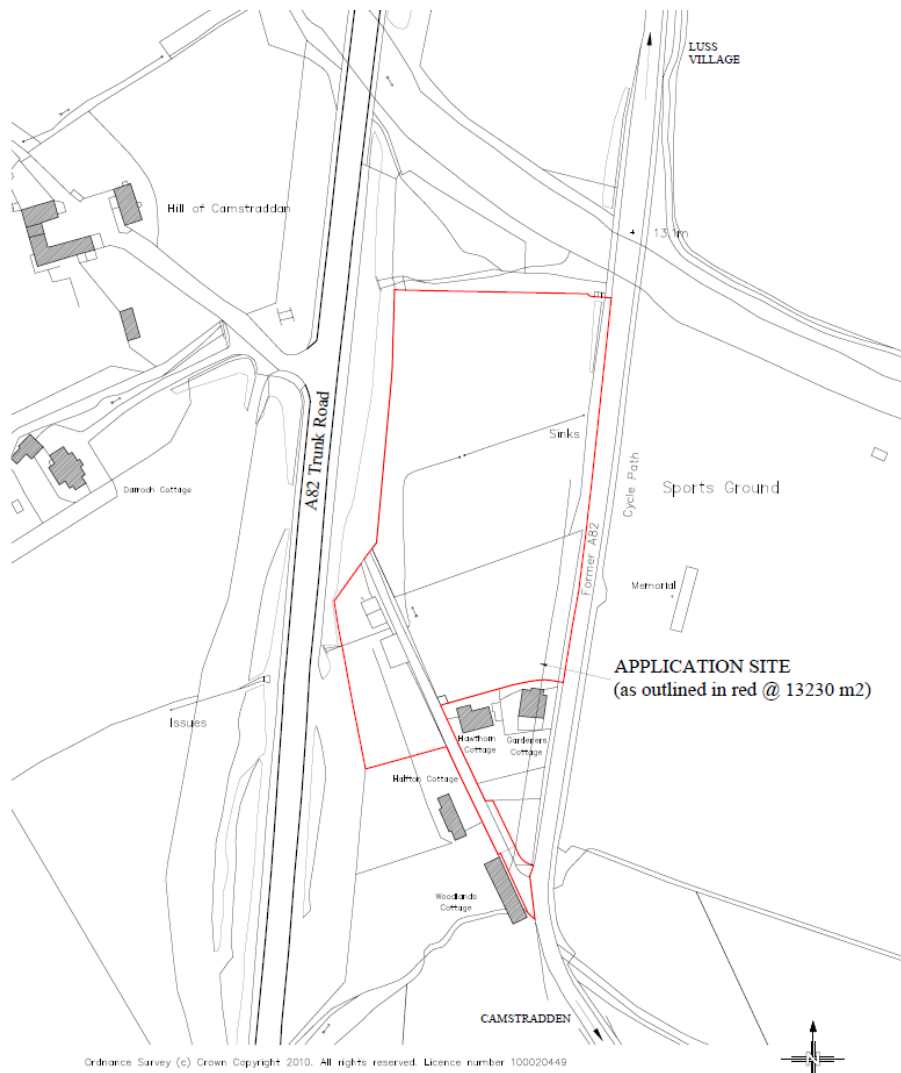 LUSS
VILLAGE
Hill of Camstraddan
13.1m
A82 Trunk Road
Sinks
Cycle Path
Sports Ground
Darroch Cottage
Former A82
Memorial
APPLICATION SITE
(as outlined in red @ 13230 m2)
Issues
Hawthorn
Cottage
Gardeners
Cottage
Halton Cottage
Woodlands
Cottage
CAMSTRADDEN
Ordnance Survey (c) Crown Copyright 2010. All rights reserved. Licence number 100020449
N